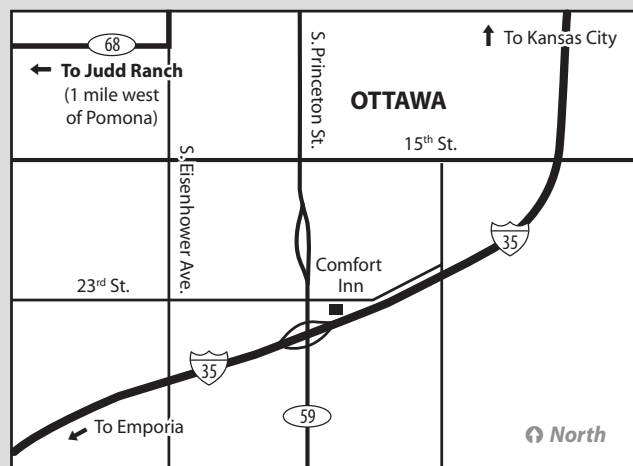 68
To Judd Ranch
(1 mile west
of Pomona)
S. Princeton St.
To Kansas City
OTTAWA
15th St.
S. Eisenhower Ave.
35
Comfort
Inn
23rd St.
35
59
To Emporia
North